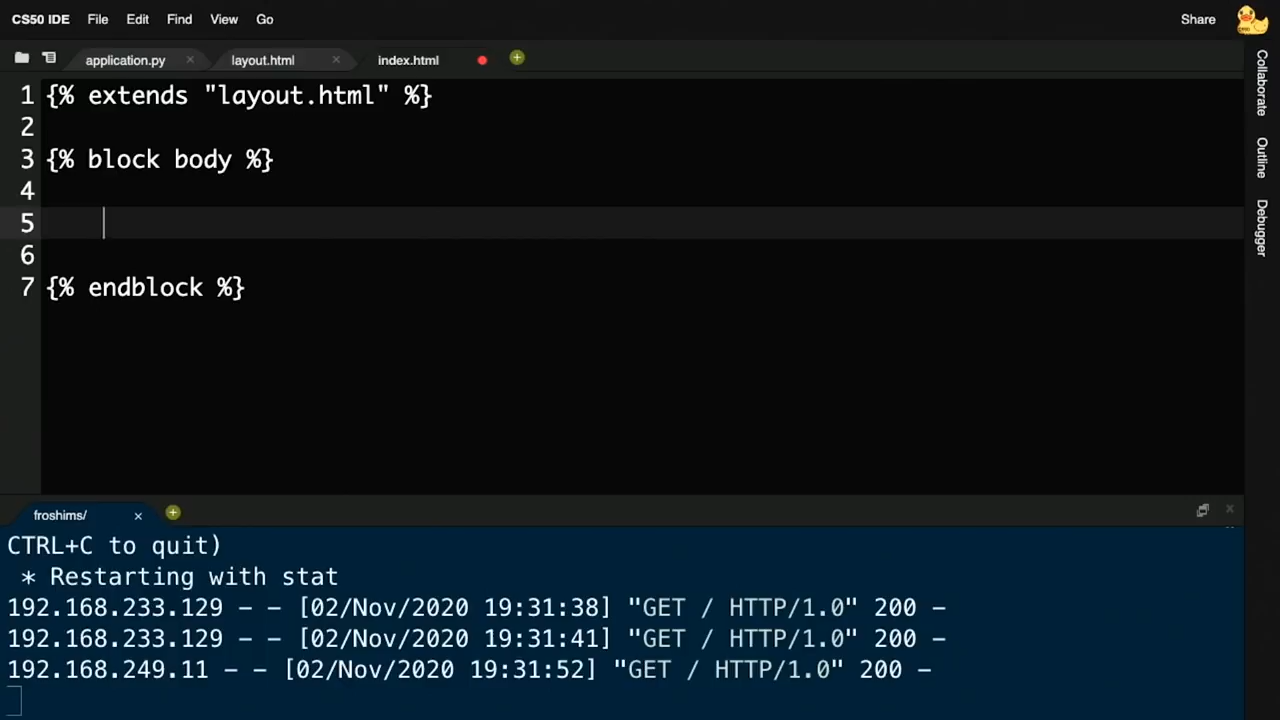 CS50 IDE File Edit Find View Go Share
application.py × layout.html × index.html
1 {% extends "layout.html" %}
2
3 {% block body %}
4
5
6
7 {% endblock %}
Collaborate
Outline
Debugger
froshims/ ×
CTRL+C to quit)
* Restarting with stat
192.168.233.129 - - [02/Nov/2020 19:31:38] "GET / HTTP/1.0" 200 -
192.168.233.129 - - [02/Nov/2020 19:31:41] "GET / HTTP/1.0" 200 -
192.168.249.11 - - [02/Nov/2020 19:31:52] "GET / HTTP/1.0" 200 -